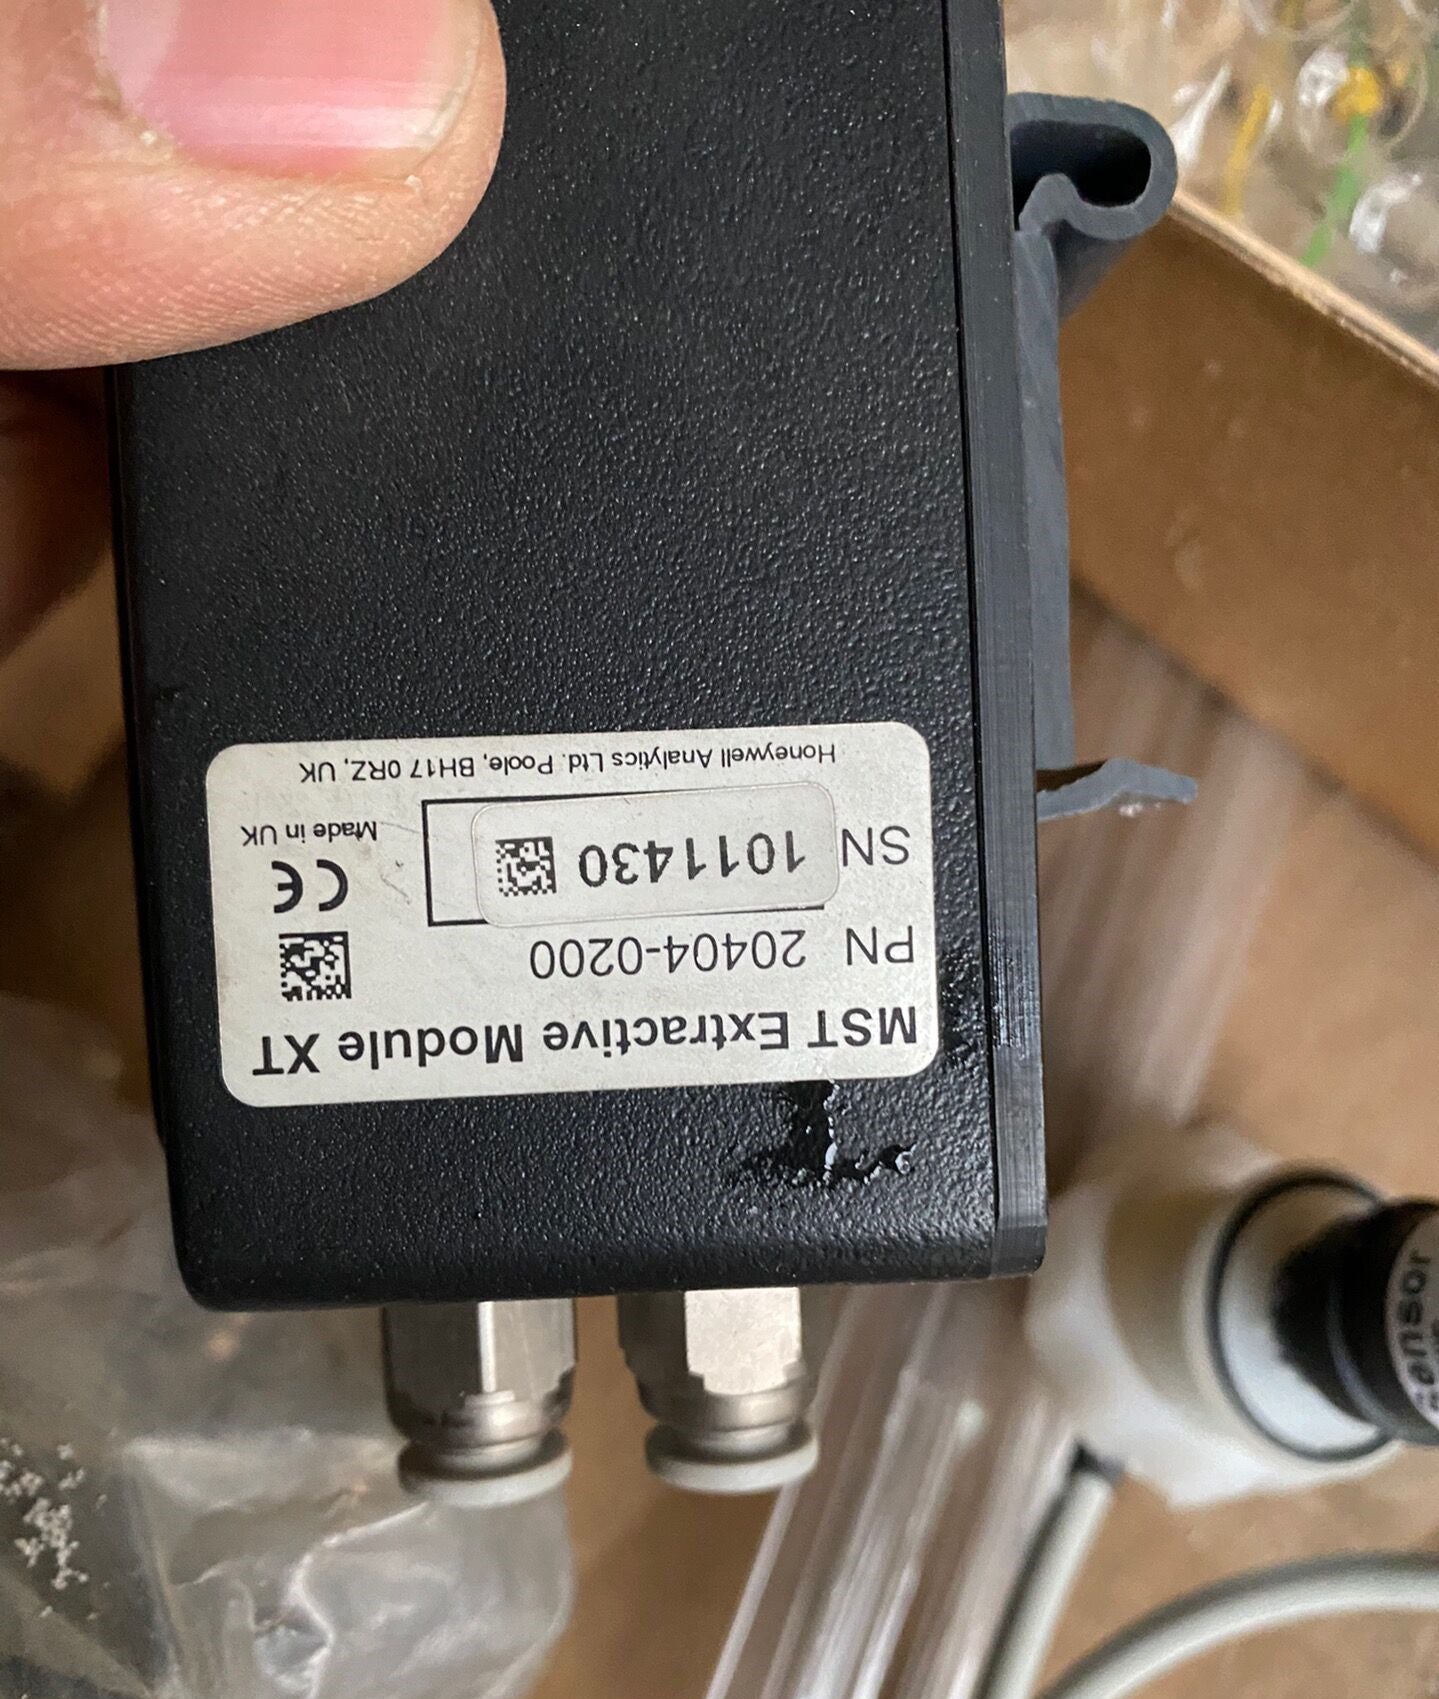 MST Extractive Module XT
PN 20404-0200
SN 1011430
CE
Made in UK
Honeywell Analytics Ltd. Poole, BH17 0RZ, UK